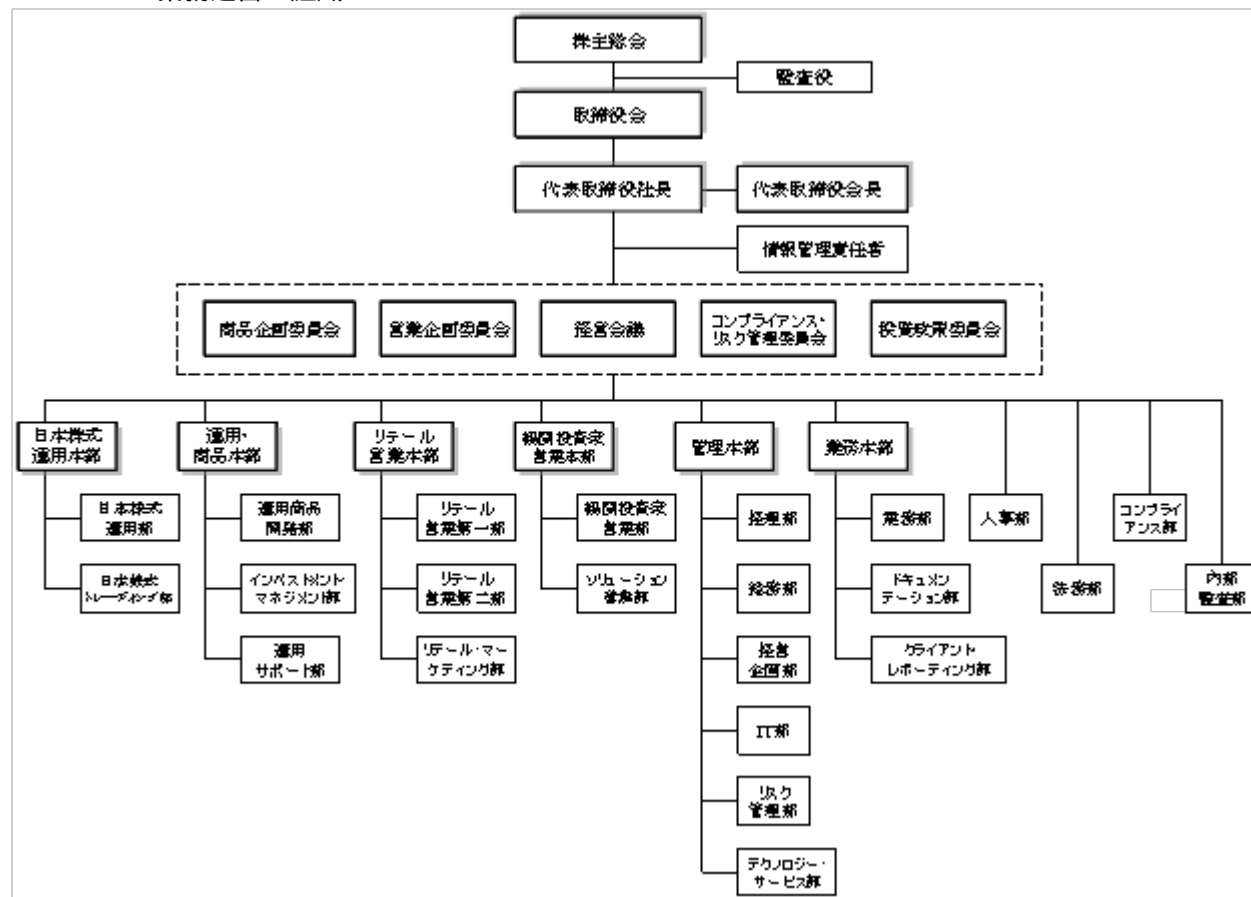 株主総会
監査役
取締役会
代表取締役社長
代表取締役会長
情報管理責任者
商品企画委員会
営業企画委員会
経営会議
コンプライアンス・
リスク管理委員会
投資政策委員会
日本株式
運用本部
運用・
商品本部
リテール
営業本部
機関投資家
営業本部
管理本部
業務本部
日本株式
運用部
運用商品
開発部
リテール
営業第一部
機関投資家
営業部
経理部
業務部
人事部
コンプライ
アンス部
日本株式
トレーディング部
インベストメント
マネジメント部
リテール
営業第二部
ソリューション
営業部
総務部
ドキュメン
テーション部
法務部
内部
監査部
運用
サポート部
リテール・マー
ケティング部
経営
企画部
クライアント
レポーティング部
IT部
リスク
管理部
テクノロジー・
サービス部